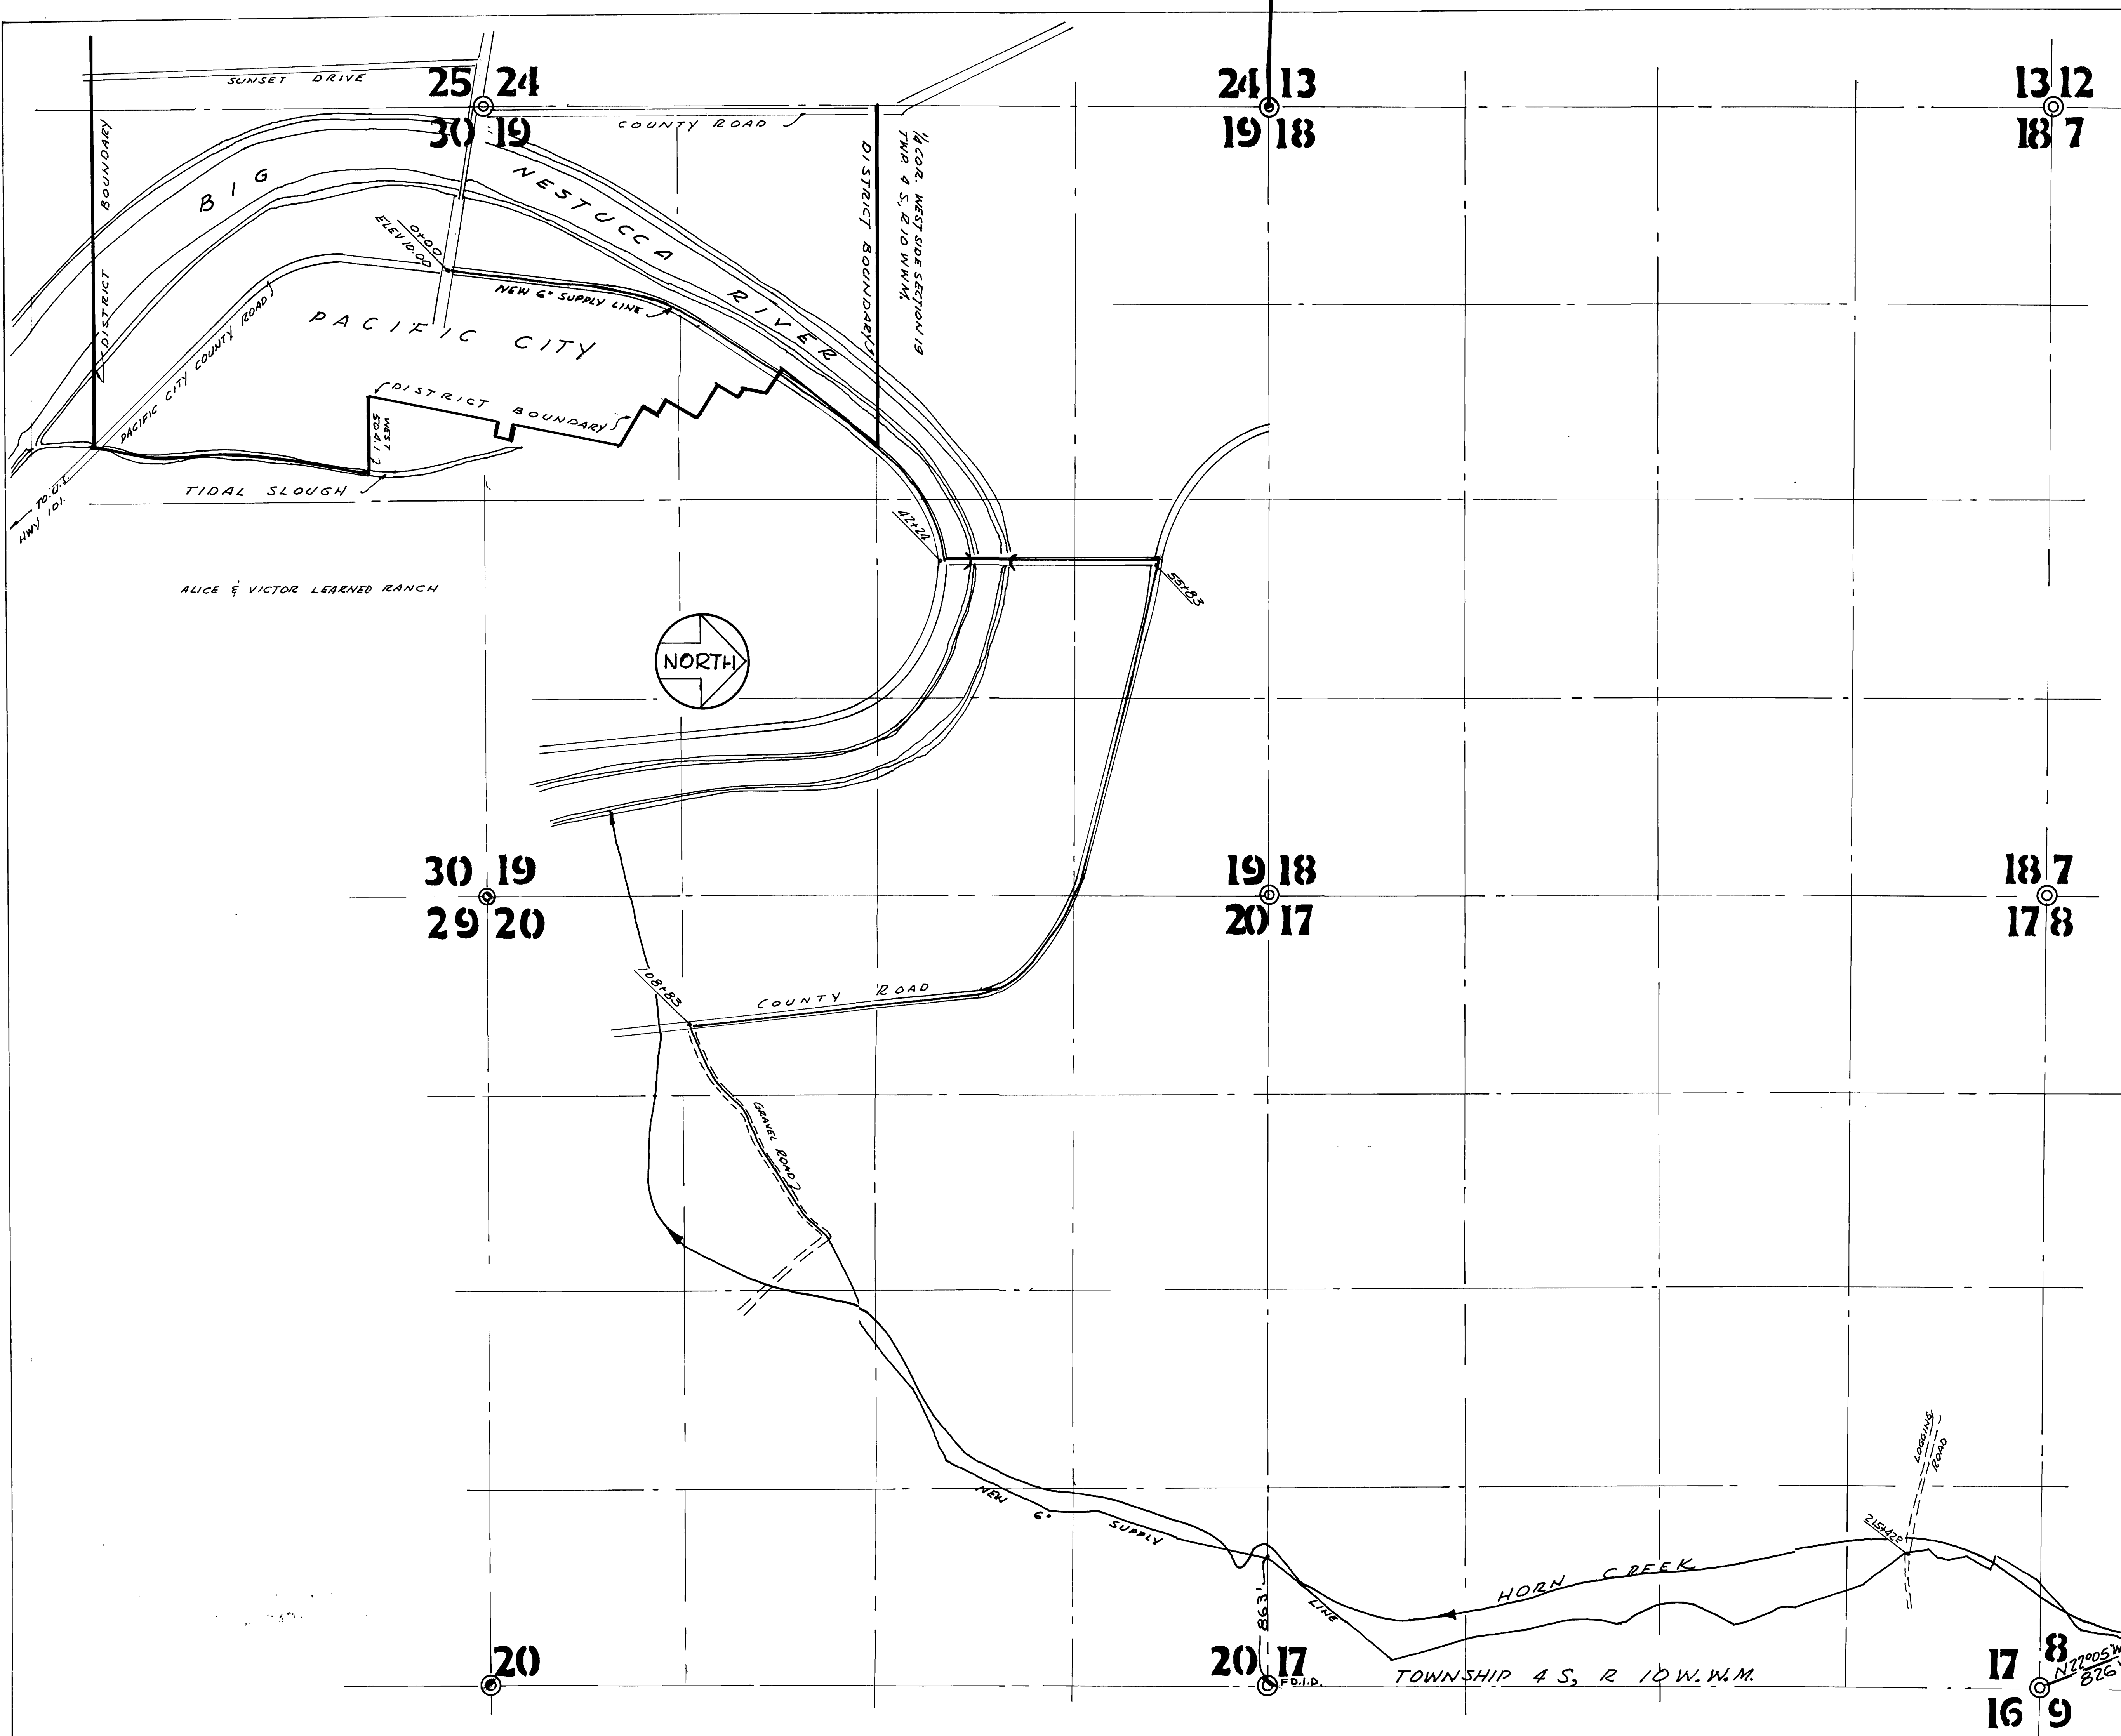 SUNSET DRIVE
25 24
30 19
COUNTY ROAD
24 13
19 18
13 12
18 7
DISTRICT BOUNDARY
BIG NESTUCCA RIVER
DISTRICT BOUNDARY
1/4 COR. WEST SIDE SECTION 19
TWP. 4 S, R 10 W W.M.
0+00
ELEV 10.00
NEW 6" SUPPLY LINE
PACIFIC CITY COUNTY ROAD
PACIFIC CITY
DISTRICT BOUNDARY
WEST
504.1'
TIDAL SLOUGH
TO U.S.
HWY 101.
42+24
55+83
ALICE & VICTOR LEARNED RANCH
NORTH
30 19
29 20
19 18
20 17
18 7
17 8
108+83
COUNTY ROAD
GRAVEL ROAD
NEW 6" SUPPLY LINE
LOGGING
ROAD
215+42
HORN CREEK
863'
20
20 17
FD.I.P.
TOWNSHIP 4 S, R 10 W. W.M.
17 8
16 9
N22°05'W
826'